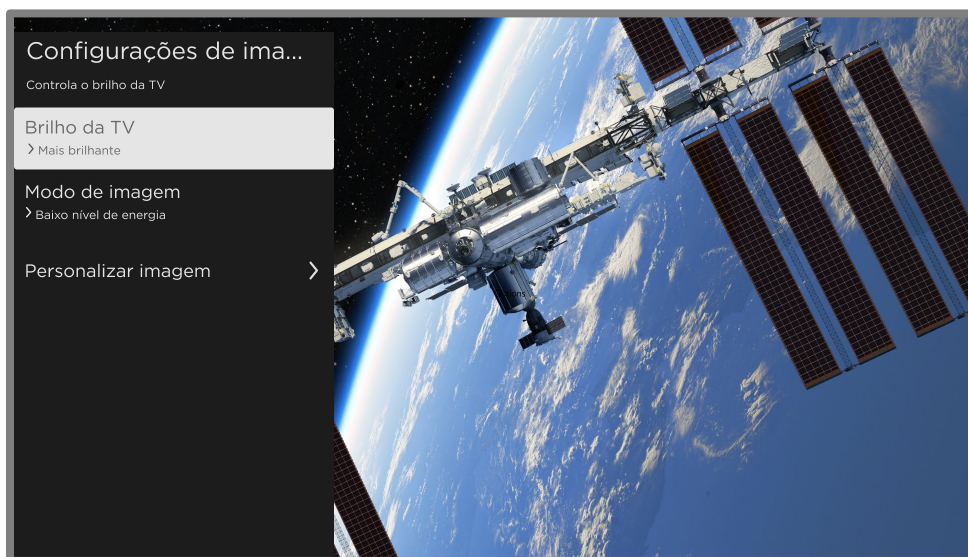 Configurações de ima...
Controla o brilho da TV
Brilho da TV
Mais brilhante
Modo de imagem
Baixo nível de energia
Personalizar imagem